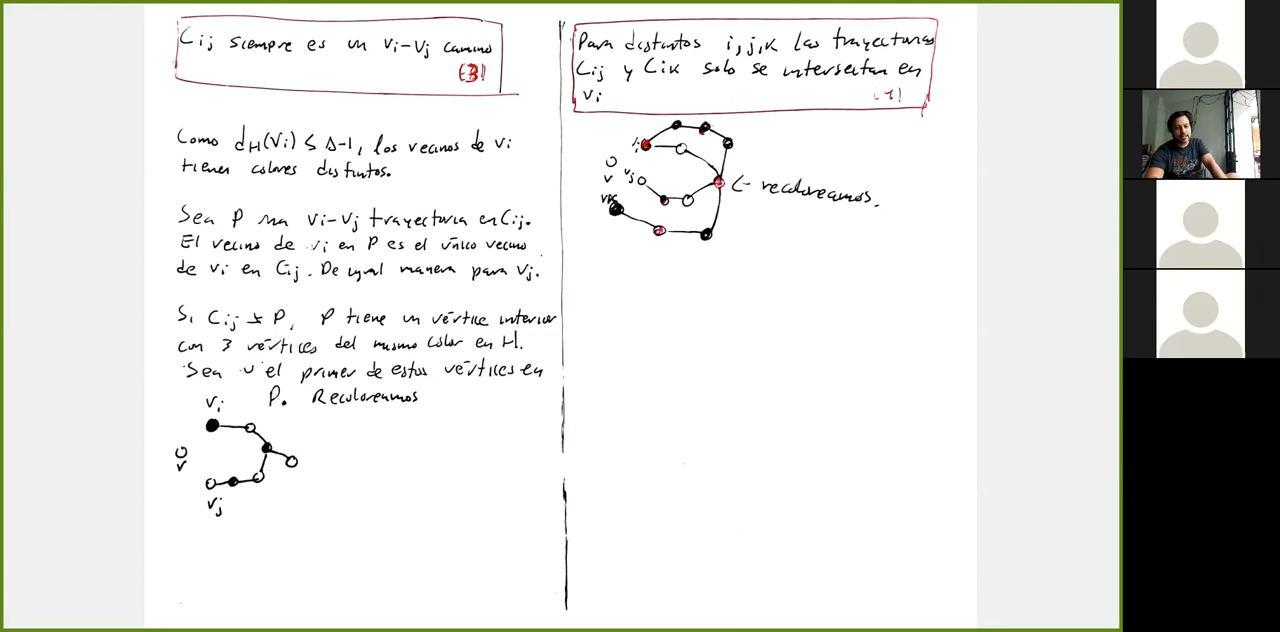 Cij siempre es un vi-vj camino
(3)
Como dH(vi) ≤ Δ-1, los vecinos de vi
tienen colores distintos.
Sea P una vi-vj trayectoria en Cij.
El vecino de vi en P es el único vecino
de vi en Cij. De igual manera para vj.
Si Cij ≠ P, P tiene un vértice interior
con 3 vértices del mismo color en H.
Sea v el primer de estos vértices en
P. Recoloreamos
vi
v
vj
Para distintos i,j,k las trayectorias
Cij y Cik solo se intersectan en
vi
(4)
vi
v vj
vk
<- recoloreamos.